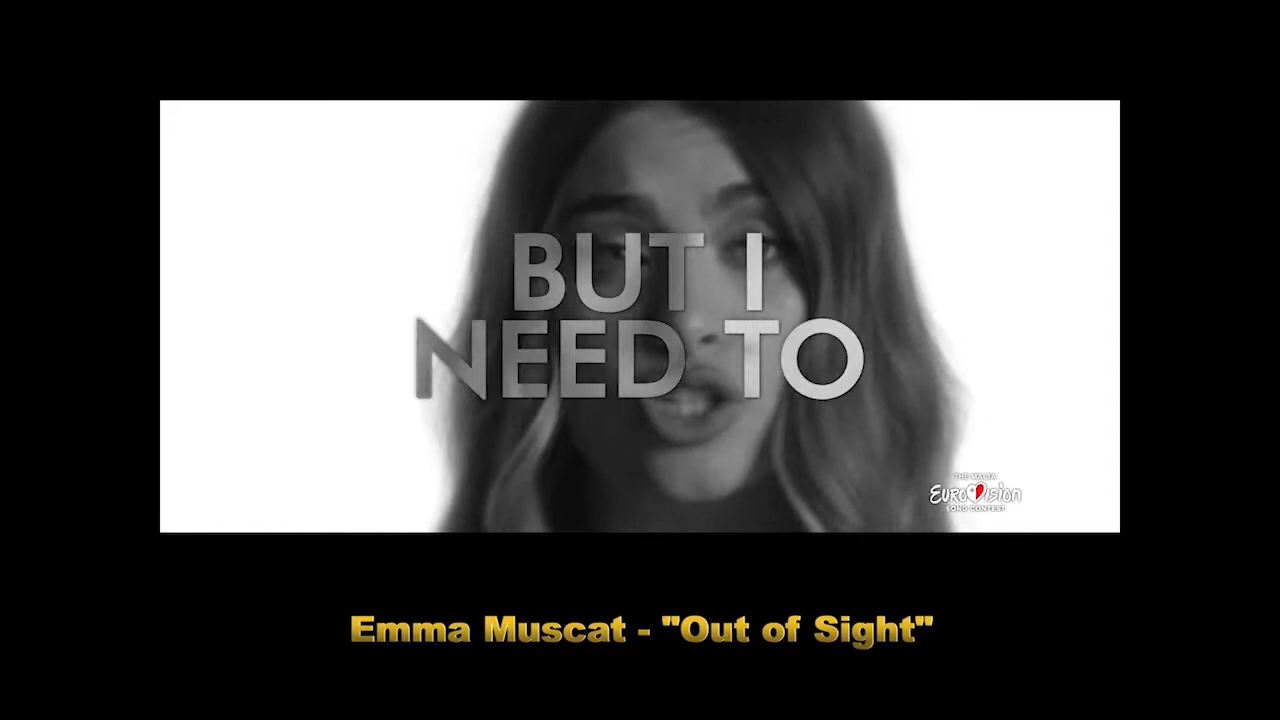 BUT I
NEED TO
THE MALTA
EUROVISION
SONG CONTEST
Emma Muscat - "Out of Sight"